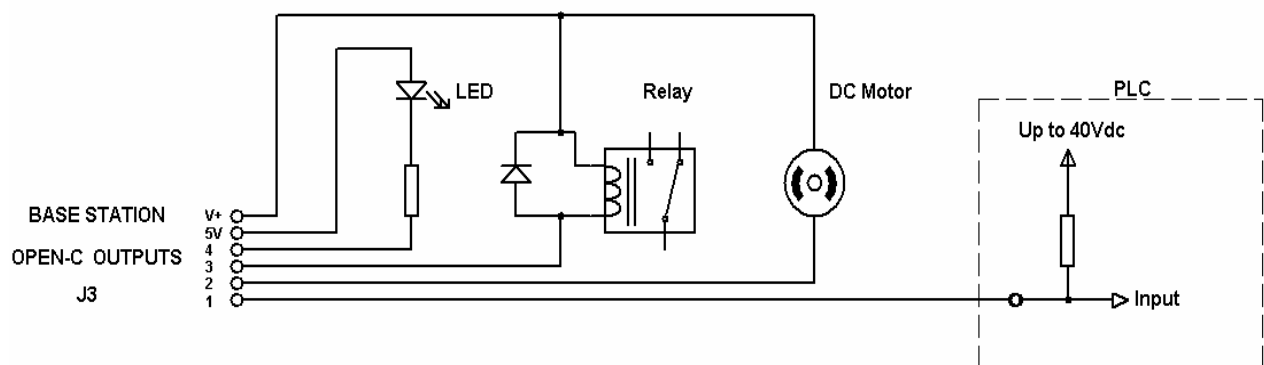 LED
Relay
DC Motor
PLC
Up to 40Vdc
BASE STATION
OPEN-C OUTPUTS
J3
V+
5V
4
3
2
1
Input